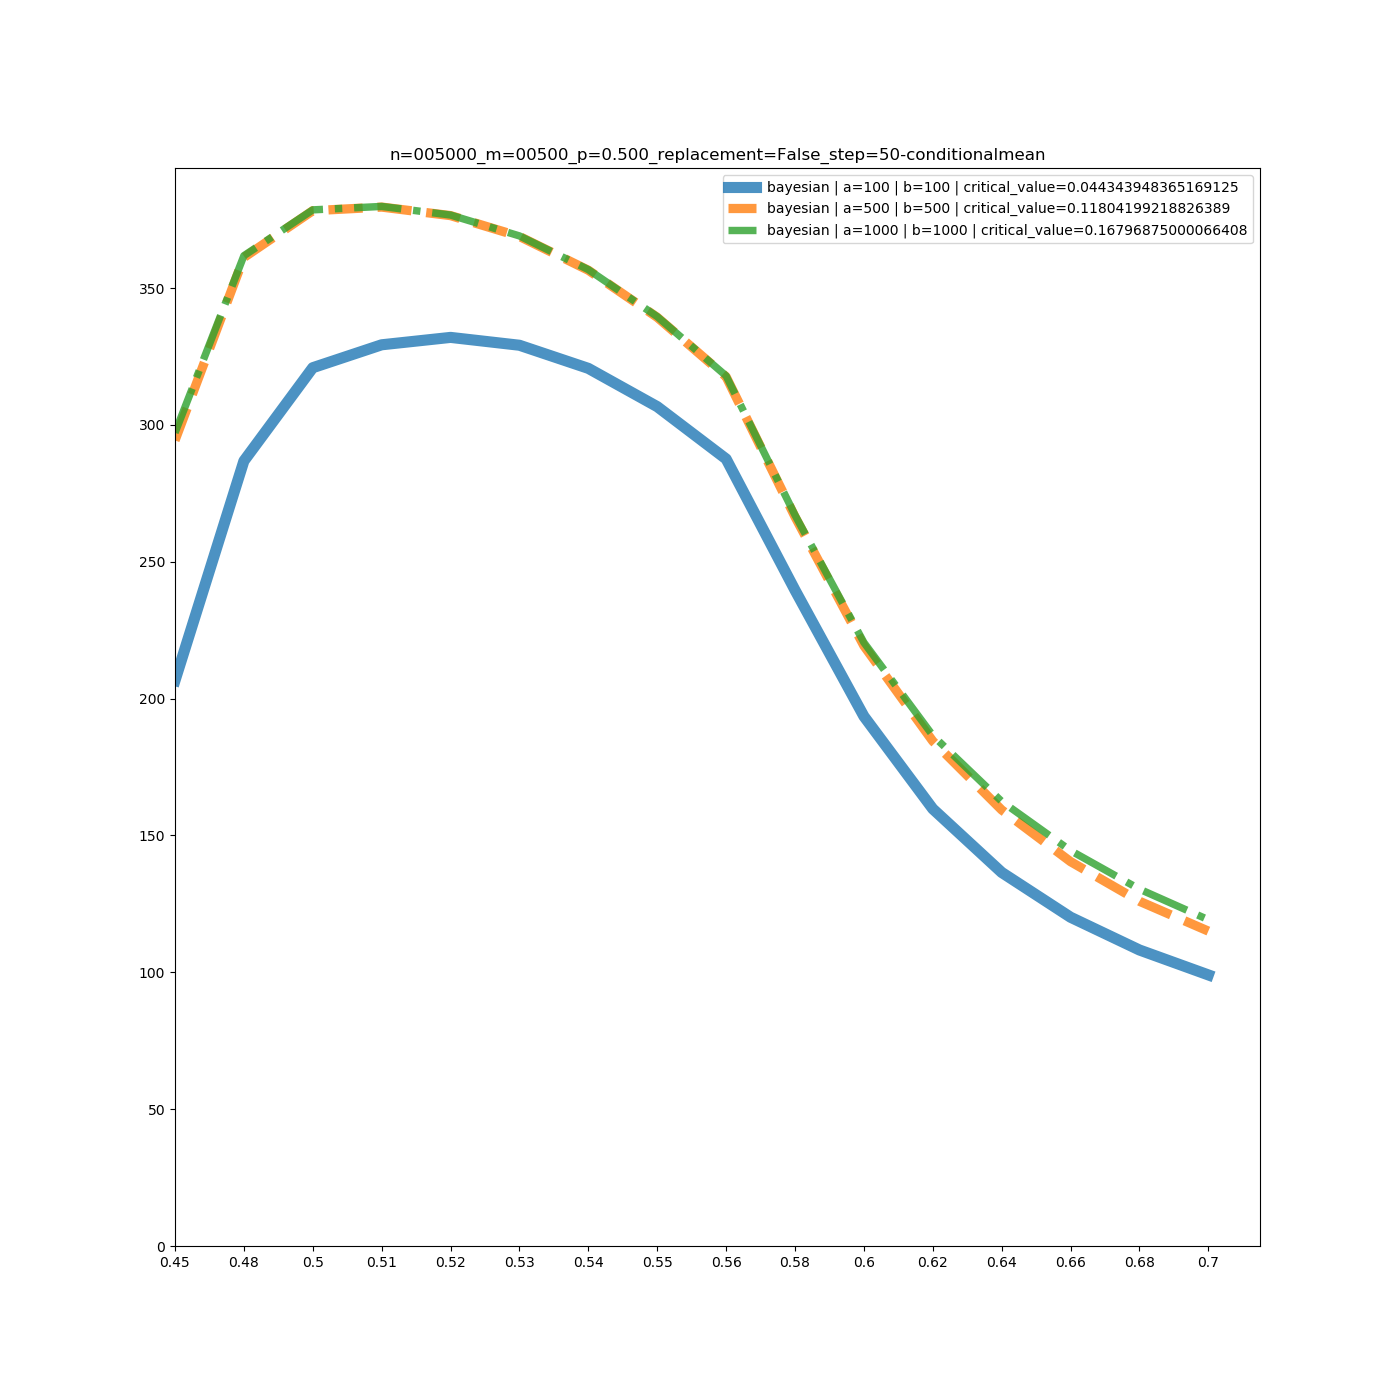 n=005000_m=00500_p=0.500_replacement=False_step=50-conditionalmean
bayesian | a=100 | b=100 | critical_value=0.044343948365169125
bayesian | a=500 | b=500 | critical_value=0.11804199218826389
bayesian | a=1000 | b=1000 | critical_value=0.16796875000066408
350
300
250
200
150
100
50
0
0.45 0.48 0.5 0.51 0.52 0.53 0.54 0.55 0.56 0.58 0.6 0.62 0.64 0.66 0.68 0.7